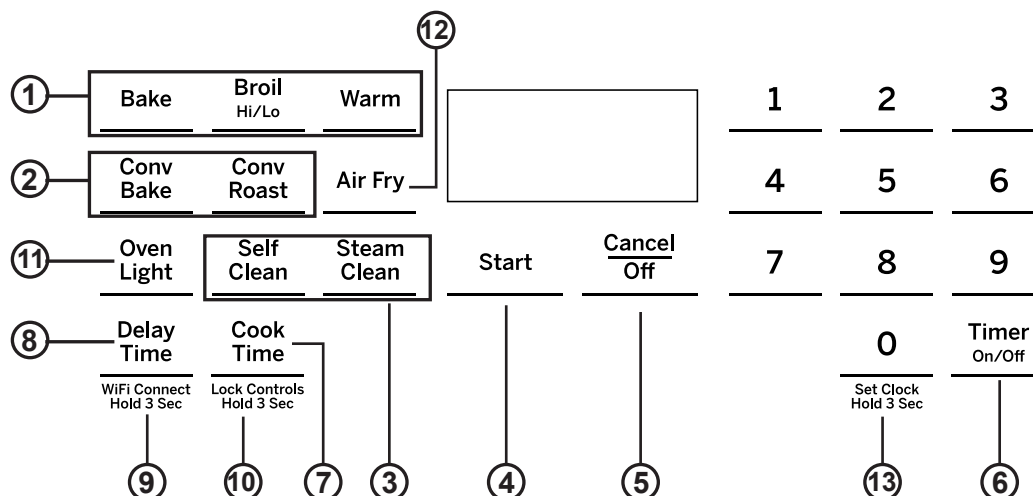 12
1
Bake
Broil
Hi/Lo
Warm
1
2
3
2
Conv
Bake
Conv
Roast
Air Fry
4
5
6
11
Oven
Light
Self
Clean
Steam
Clean
Start
Cancel
Off
7
8
9
8
Delay
Time
Cook
Time
0
Timer
On/Off
WiFi Connect
Hold 3 Sec
Lock Controls
Hold 3 Sec
Set Clock
Hold 3 Sec
9
10
7
3
4
5
13
6